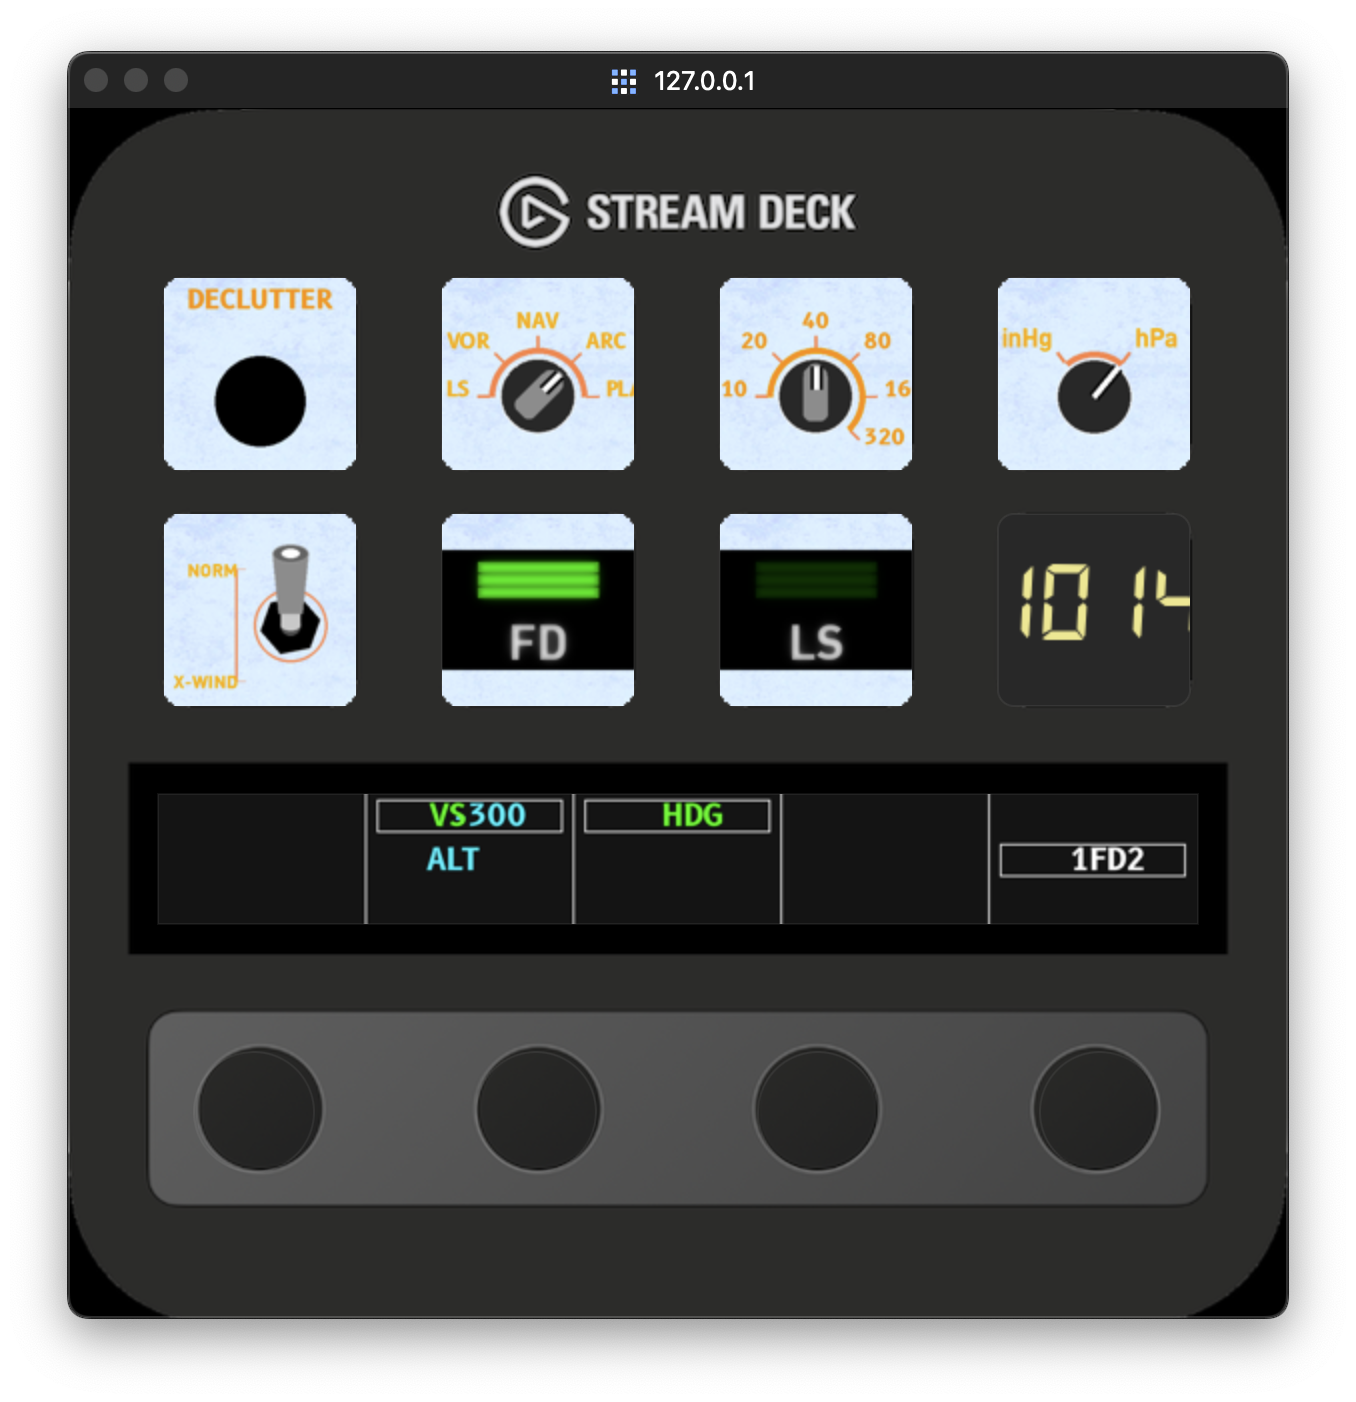 127.0.0.1
STREAM DECK
DECLUTTER
NAV
VOR ARC
LS
40
20 80
10 16
320
inHg hPa
NORM
X-WIND
FD
LS
1014
VS300
ALT
HDG
1FD2